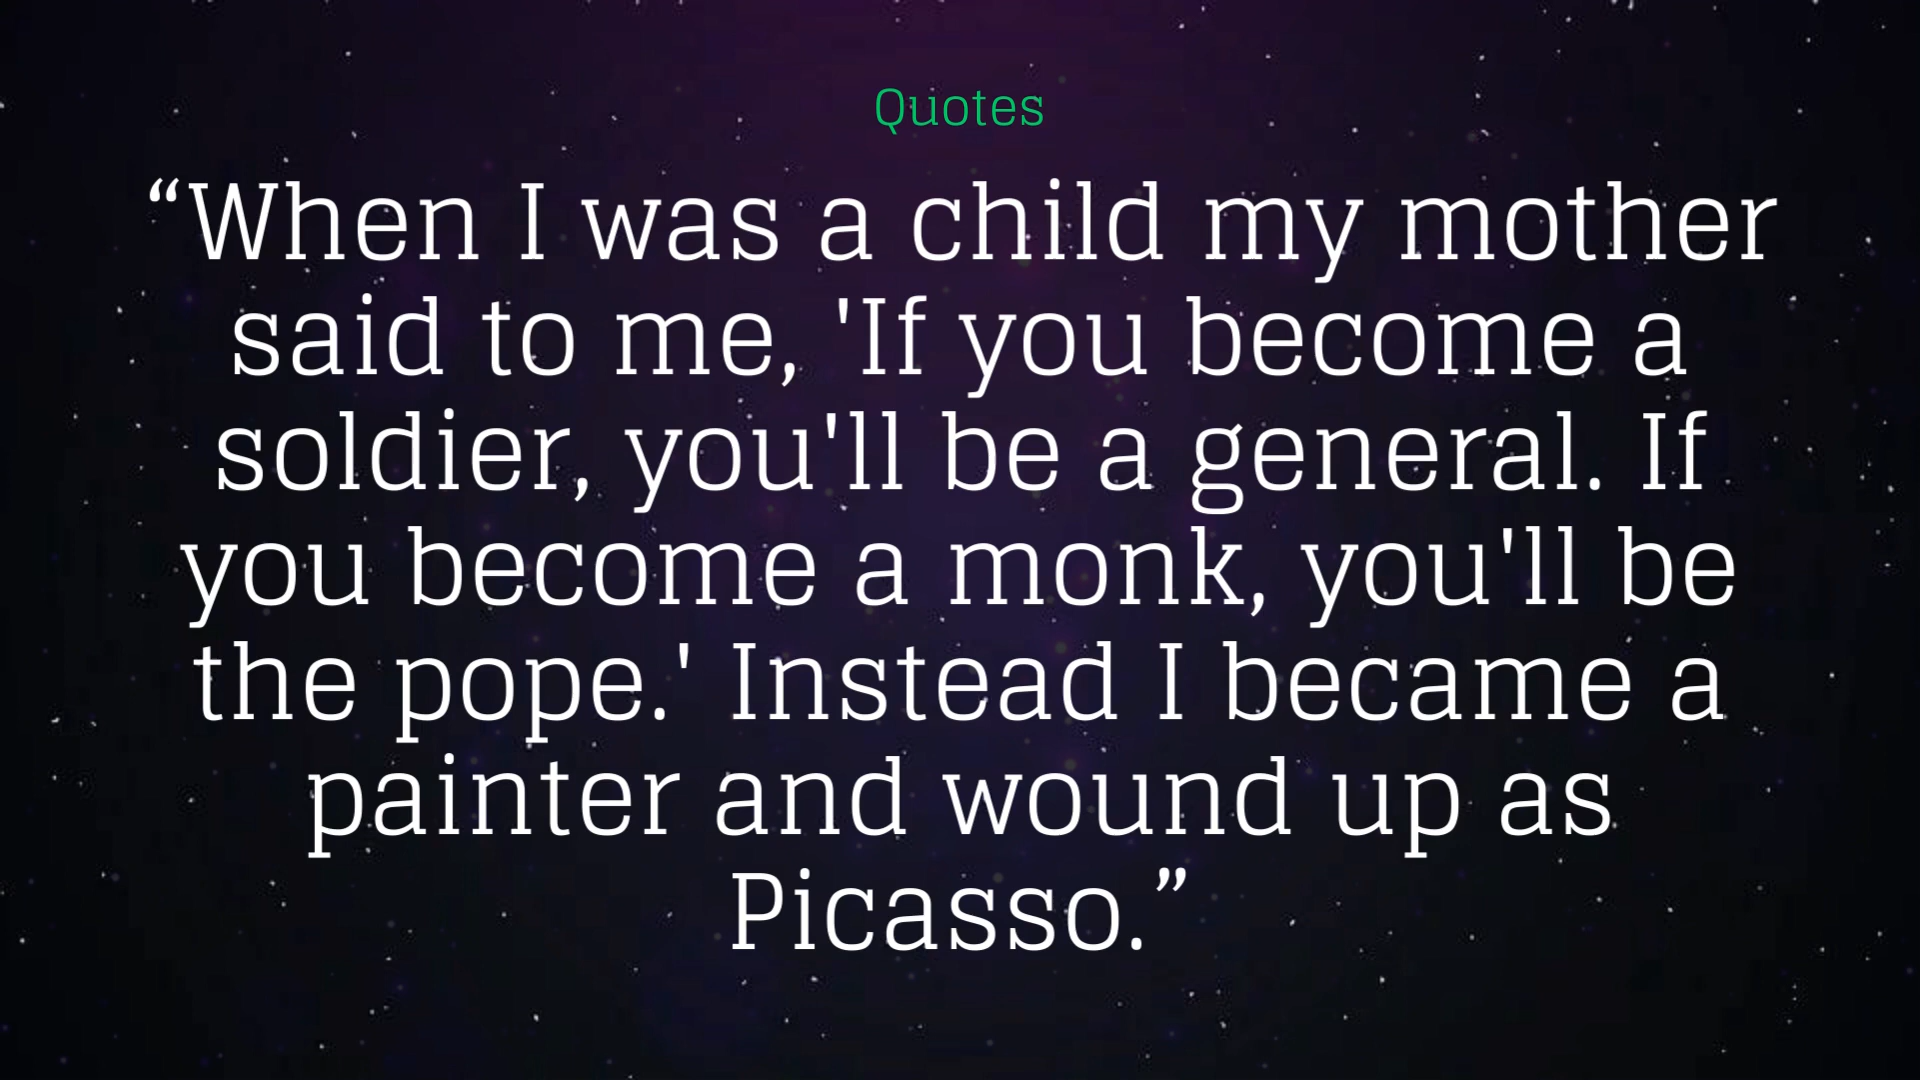 Quotes
“When I was a child my mother
said to me, 'If you become a
soldier, you'll be a general. If
you become a monk, you'll be
the pope.' Instead I became a
painter and wound up as
Picasso.”